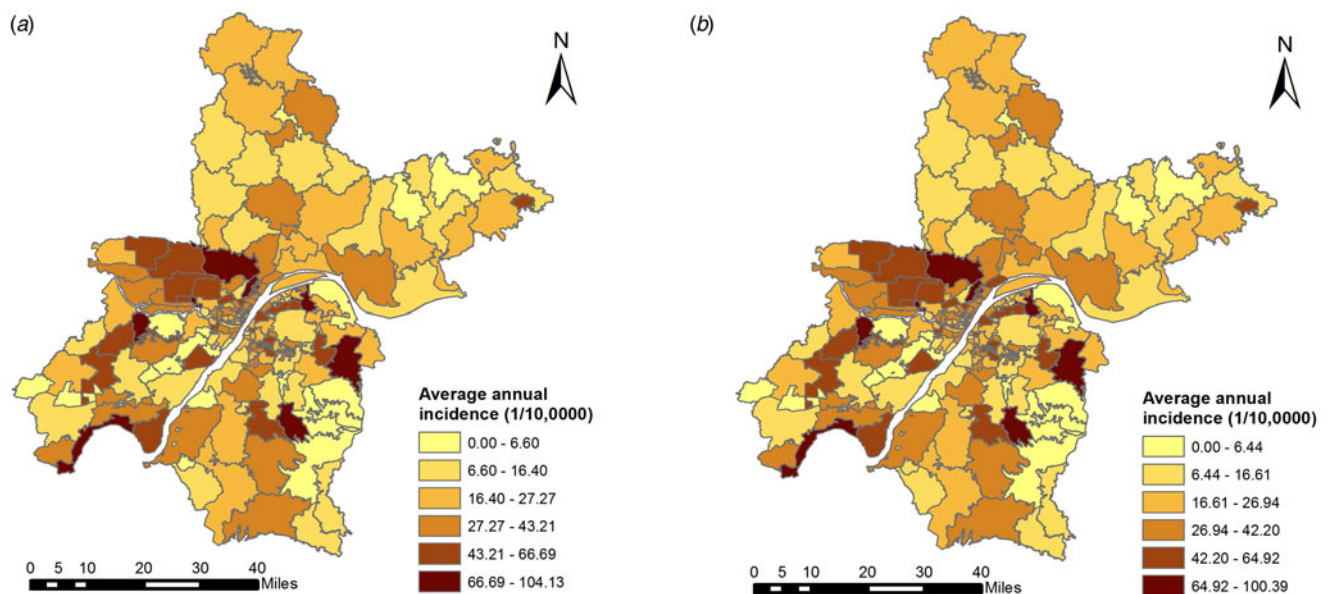 (a)
N
Average annual
incidence (1/10,0000)
0.00 - 6.60
6.60 - 16.40
16.40 - 27.27
27.27 - 43.21
43.21 - 66.69
66.69 - 104.13
0 5 10 20 30 40
Miles
(b)
N
Average annual
incidence (1/10,0000)
0.00 - 6.44
6.44 - 16.61
16.61 - 26.94
26.94 - 42.20
42.20 - 64.92
64.92 - 100.39
0 5 10 20 30 40
Miles